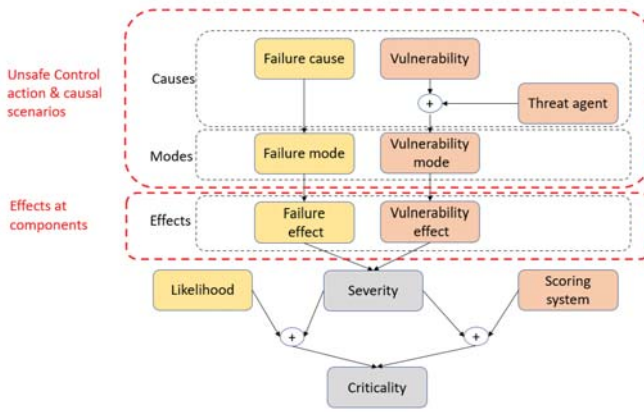 Unsafe Control
action & causal
scenarios
Causes
Failure cause
Vulnerability
+
Threat agent
Modes
Failure mode
Vulnerability
mode
Effects at
components
Effects
Failure
effect
Vulnerability
effect
Likelihood
Severity
Scoring
system
+
+
Criticality